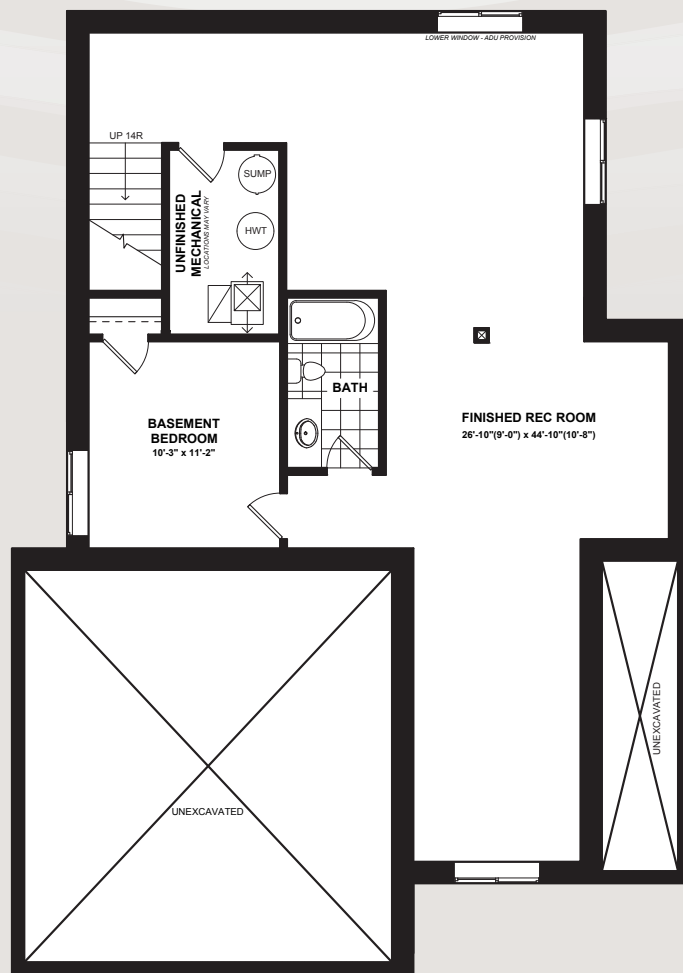 LOWER WINDOW - ADU PROVISION
UP 14R
SUMP
HWT
UNFINISHED
MECHANICAL
LOCATIONS MAY VARY
BATH
BASEMENT
BEDROOM
10'-3" x 11'-2"
FINISHED REC ROOM
26'-10"(9'-0") x 44'-10"(10'-8")
UNEXCAVATED
UNEXCAVATED